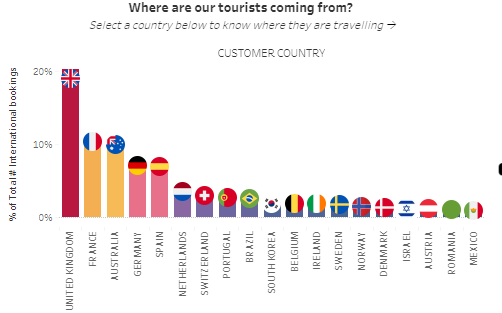 Where are our tourists coming from?
Select a country below to know where they are travelling →
CUSTOMER COUNTRY
% of Total # International bookings
20%
10%
0%
UNITED KINGDOM
FRANCE
AUSTRALIA
GERMANY
SPAIN
NETHERLANDS
SWITZERLAND
PORTUGAL
BRAZIL
SOUTH KOREA
BELGIUM
IRELAND
SWEDEN
NORWAY
DENMARK
ISRAEL
AUSTRIA
ROMANIA
MEXICO